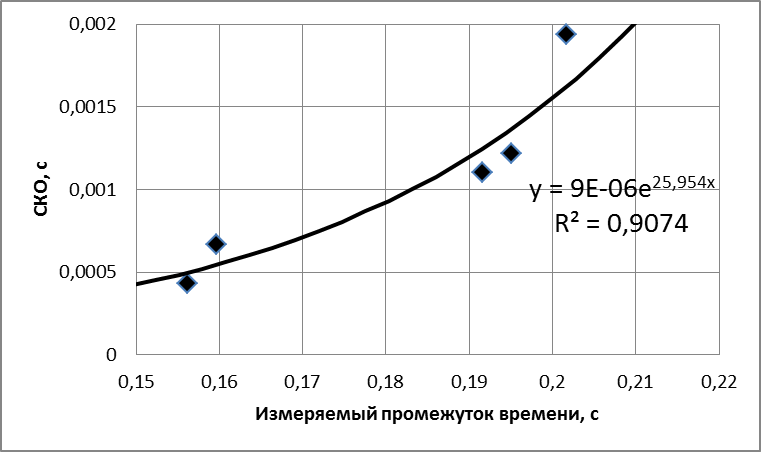 0,002
0,0015
0,001
0,0005
0
СКО, с
y = 9E-06e^25,954x
R² = 0,9074
0,15 0,16 0,17 0,18 0,19 0,2 0,21 0,22
Измеряемый промежуток времени, с